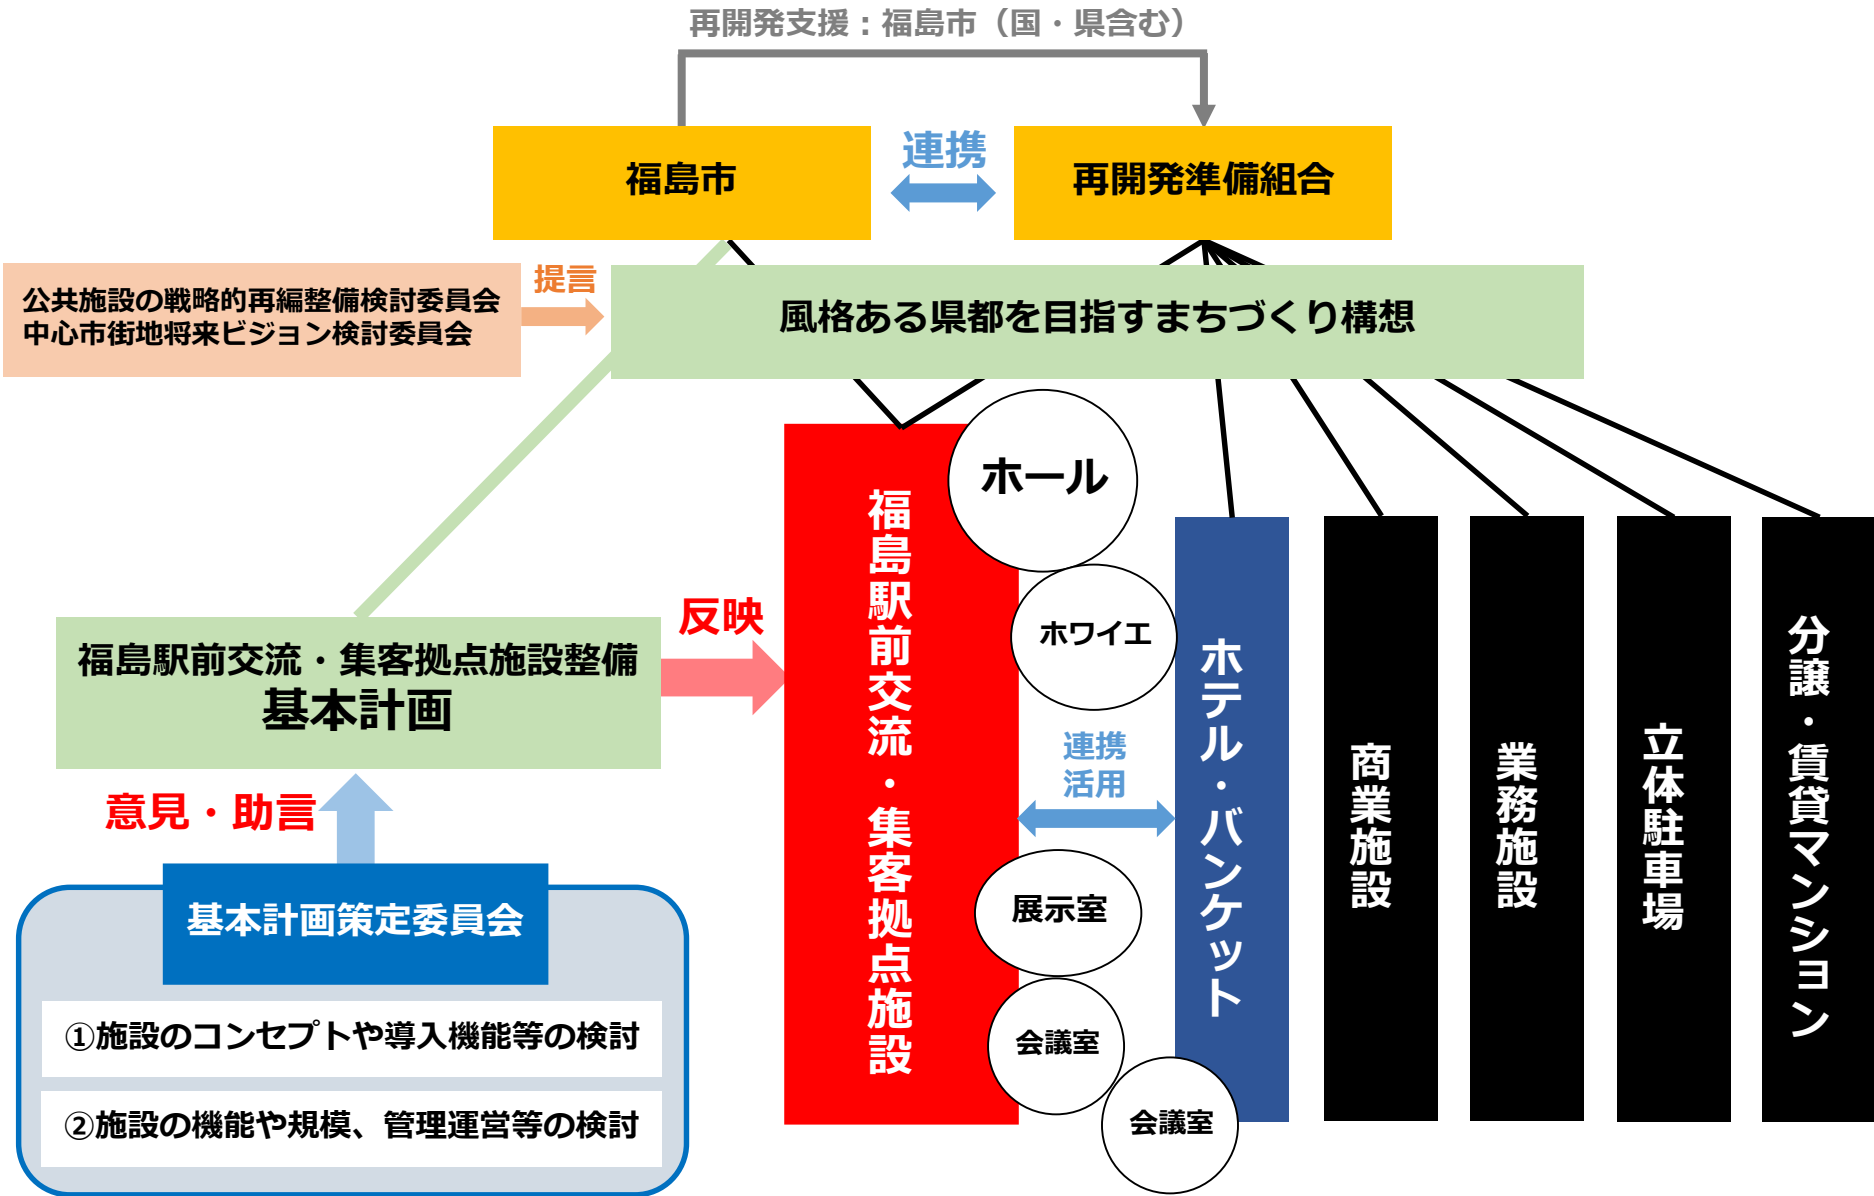 再開発支援：福島市（国・県含む）
福島市
連携
再開発準備組合
公共施設の戦略的再編整備検討委員会
中心市街地将来ビジョン検討委員会
提言
風格ある県都を目指すまちづくり構想
ホール
ホワイエ
福島駅前交流・集客拠点施設整備
基本計画
反映
福島駅前交流・集客拠点施設
連携
活用
ホテル・バンケット
商業施設
業務施設
立体駐車場
分譲・賃貸マンション
意見・助言
基本計画策定委員会
①施設のコンセプトや導入機能等の検討
②施設の機能や規模、管理運営等の検討
展示室
会議室
会議室